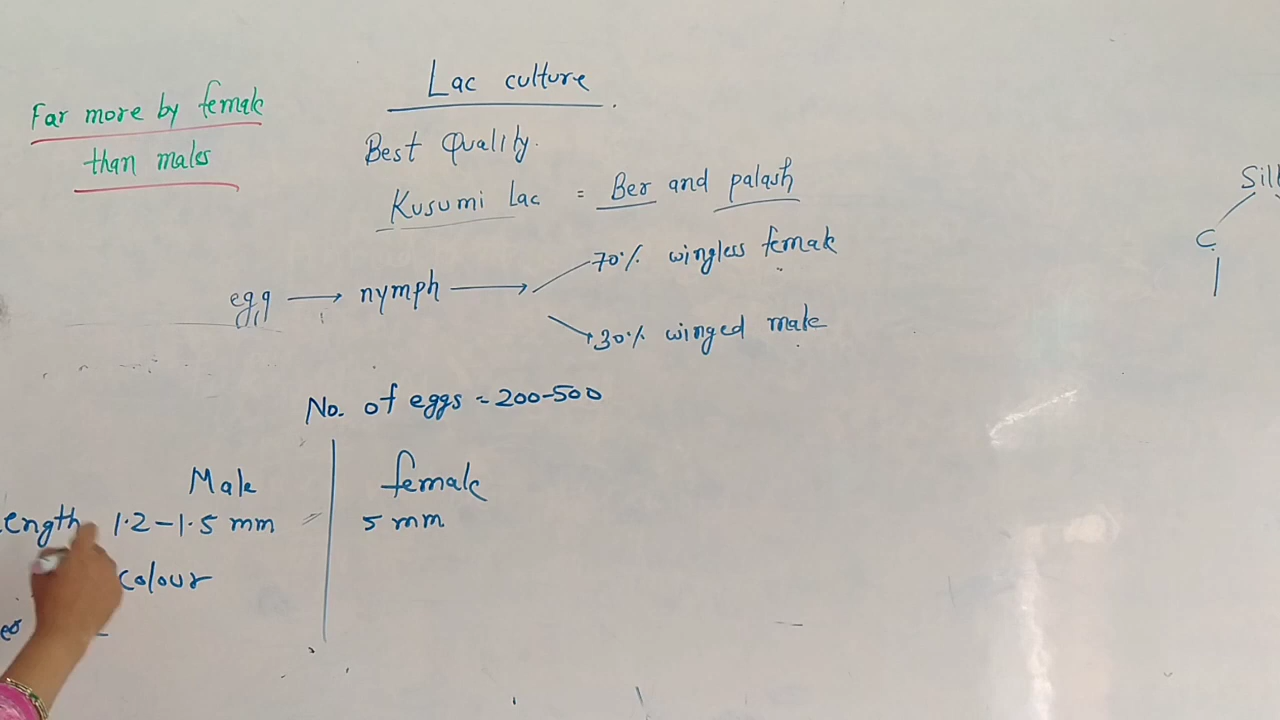 Lac culture
Far more by female
than males
Best Quality.
Kusumi Lac = Ber and palash
70% wingless female
egg → nymph →
30% winged male
No. of eggs = 200-500
Male female
Length 1.2-1.5 mm 5 mm
colour
C